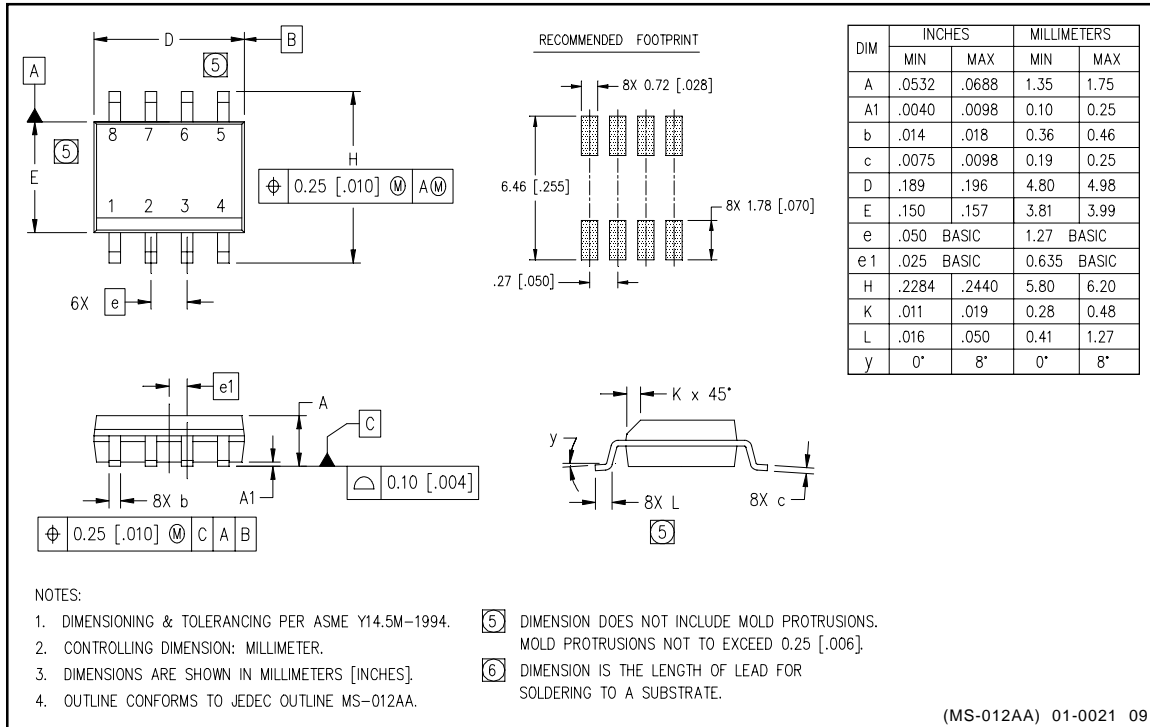 D
B
5
A
8 7 6 5
5
E
H
⌖ 0.25 [.010] Ⓜ AⓂ
1 2 3 4
6X e
RECOMMENDED FOOTPRINT
8X 0.72 [.028]
6.46 [.255]
8X 1.78 [.070]
.27 [.050]
DIM INCHES MILLIMETERS
MIN MAX MIN MAX
A .0532 .0688 1.35 1.75
A1 .0040 .0098 0.10 0.25
b .014 .018 0.36 0.46
c .0075 .0098 0.19 0.25
D .189 .196 4.80 4.98
E .150 .157 3.81 3.99
e .050 BASIC 1.27 BASIC
e1 .025 BASIC 0.635 BASIC
H .2284 .2440 5.80 6.20
K .011 .019 0.28 0.48
L .016 .050 0.41 1.27
y 0° 8° 0° 8°
e1
A
C
8X b
A1
⌓ 0.10 [.004]
⌖ 0.25 [.010] Ⓜ C A B
K x 45°
y
8X L
8X c
5
NOTES:
1. DIMENSIONING & TOLERANCING PER ASME Y14.5M-1994.
2. CONTROLLING DIMENSION: MILLIMETER.
3. DIMENSIONS ARE SHOWN IN MILLIMETERS [INCHES].
4. OUTLINE CONFORMS TO JEDEC OUTLINE MS-012AA.
5 DIMENSION DOES NOT INCLUDE MOLD PROTRUSIONS.
MOLD PROTRUSIONS NOT TO EXCEED 0.25 [.006].
6 DIMENSION IS THE LENGTH OF LEAD FOR
SOLDERING TO A SUBSTRATE.
(MS-012AA) 01-0021 09